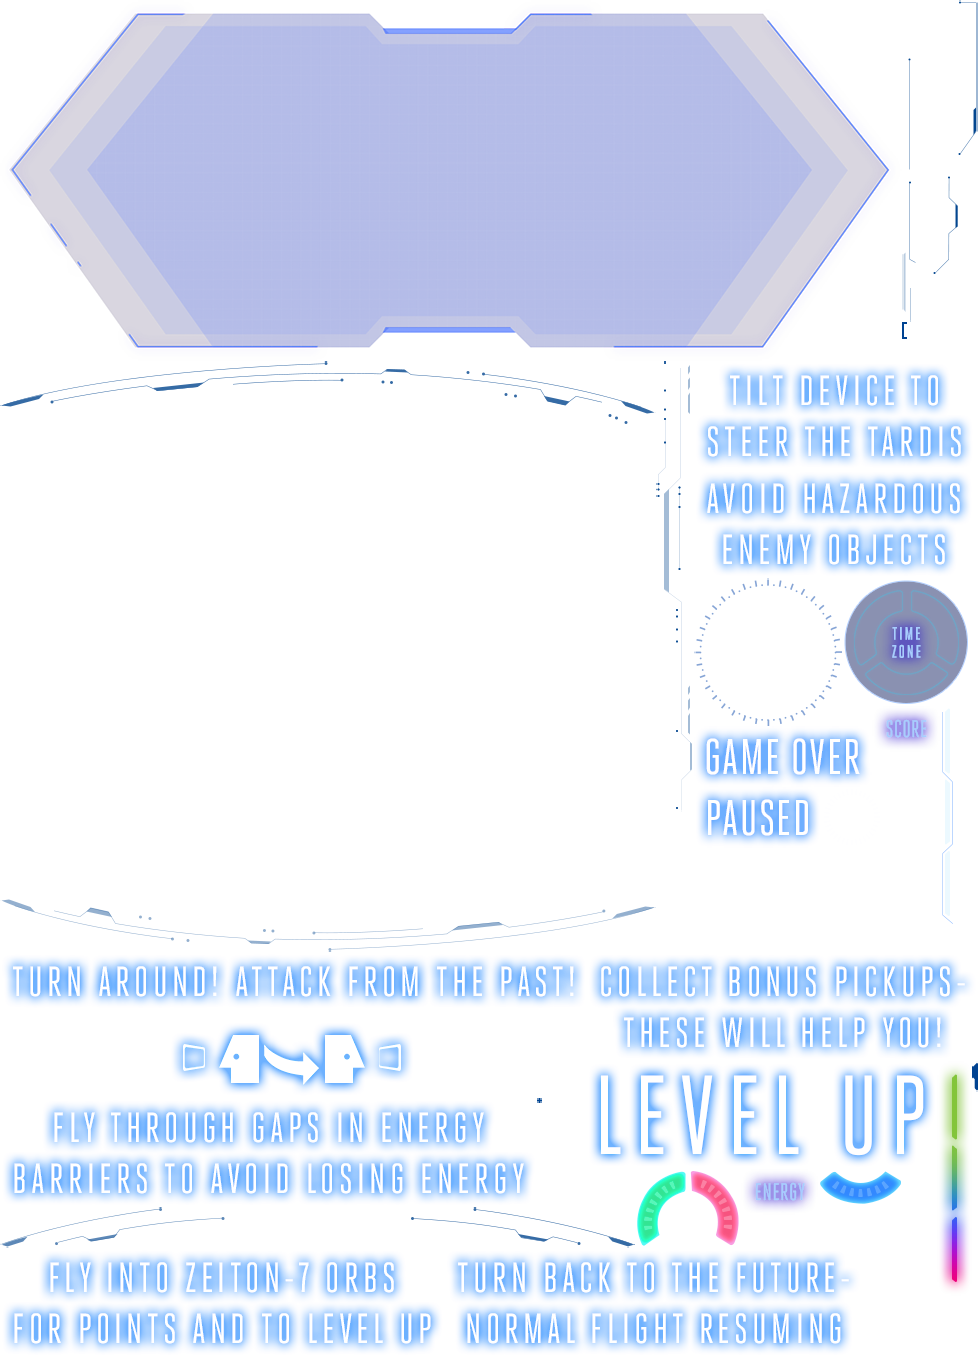 TILT DEVICE TO
STEER THE TARDIS
AVOID HAZARDOUS
ENEMY OBJECTS
TIME
ZONE
SCORE
GAME OVER
PAUSED
TURN AROUND! ATTACK FROM THE PAST!
COLLECT BONUS PICKUPS-
THESE WILL HELP YOU!
LEVEL UP
FLY THROUGH GAPS IN ENERGY
BARRIERS TO AVOID LOSING ENERGY
ENERGY
FLY INTO ZEITON-7 ORBS
FOR POINTS AND TO LEVEL UP
TURN BACK TO THE FUTURE-
NORMAL FLIGHT RESUMING